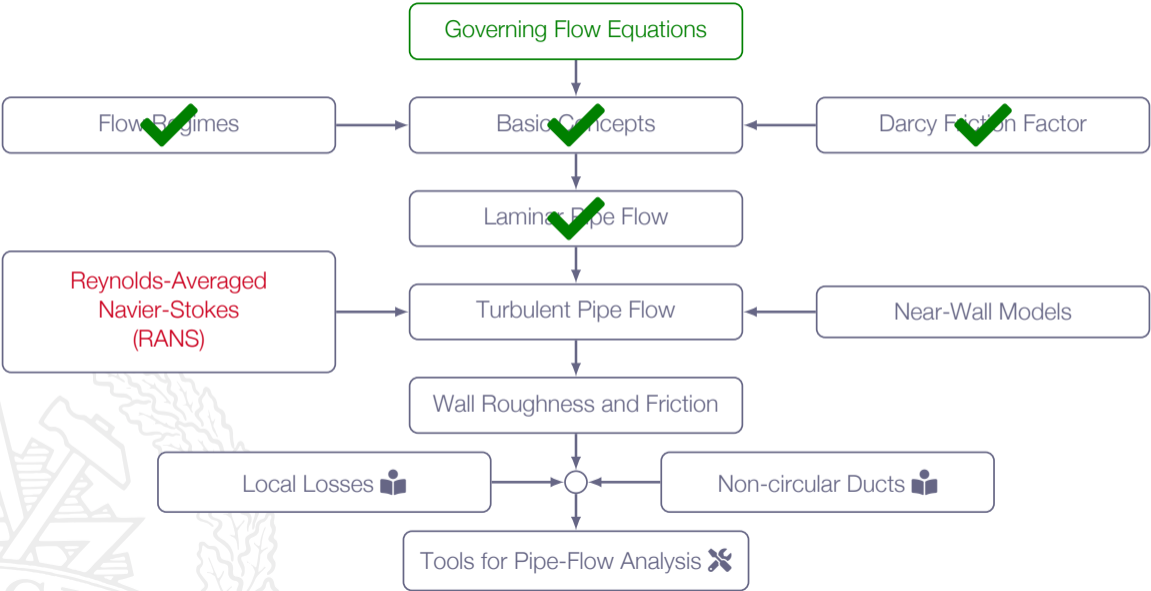 Governing Flow Equations
Flow Regimes
Basic Concepts
Darcy Friction Factor
Laminar Pipe Flow
Reynolds-Averaged
Navier-Stokes
(RANS)
Turbulent Pipe Flow
Near-Wall Models
Wall Roughness and Friction
Local Losses
Non-circular Ducts
Tools for Pipe-Flow Analysis